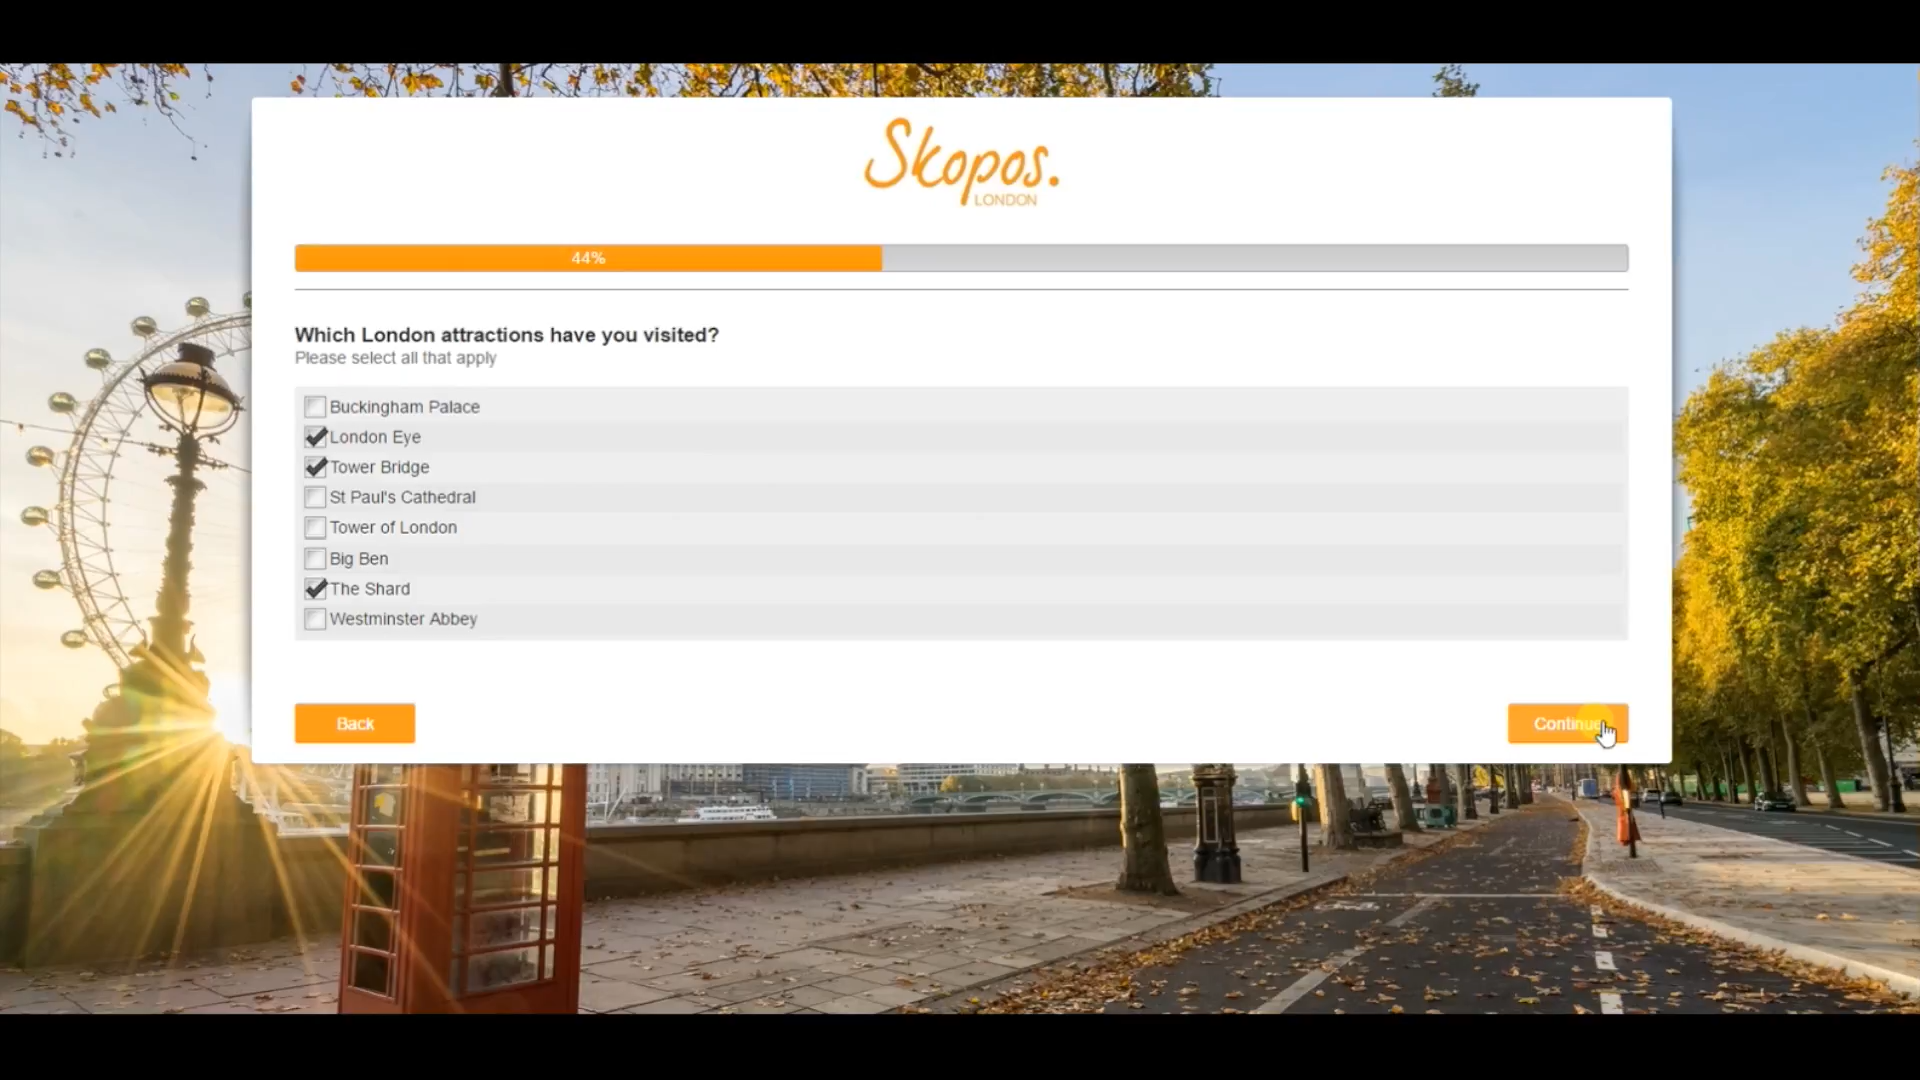 Skopos.
LONDON
44%
Which London attractions have you visited?
Please select all that apply
Buckingham Palace
London Eye
Tower Bridge
St Paul's Cathedral
Tower of London
Big Ben
The Shard
Westminster Abbey
Back
Continue